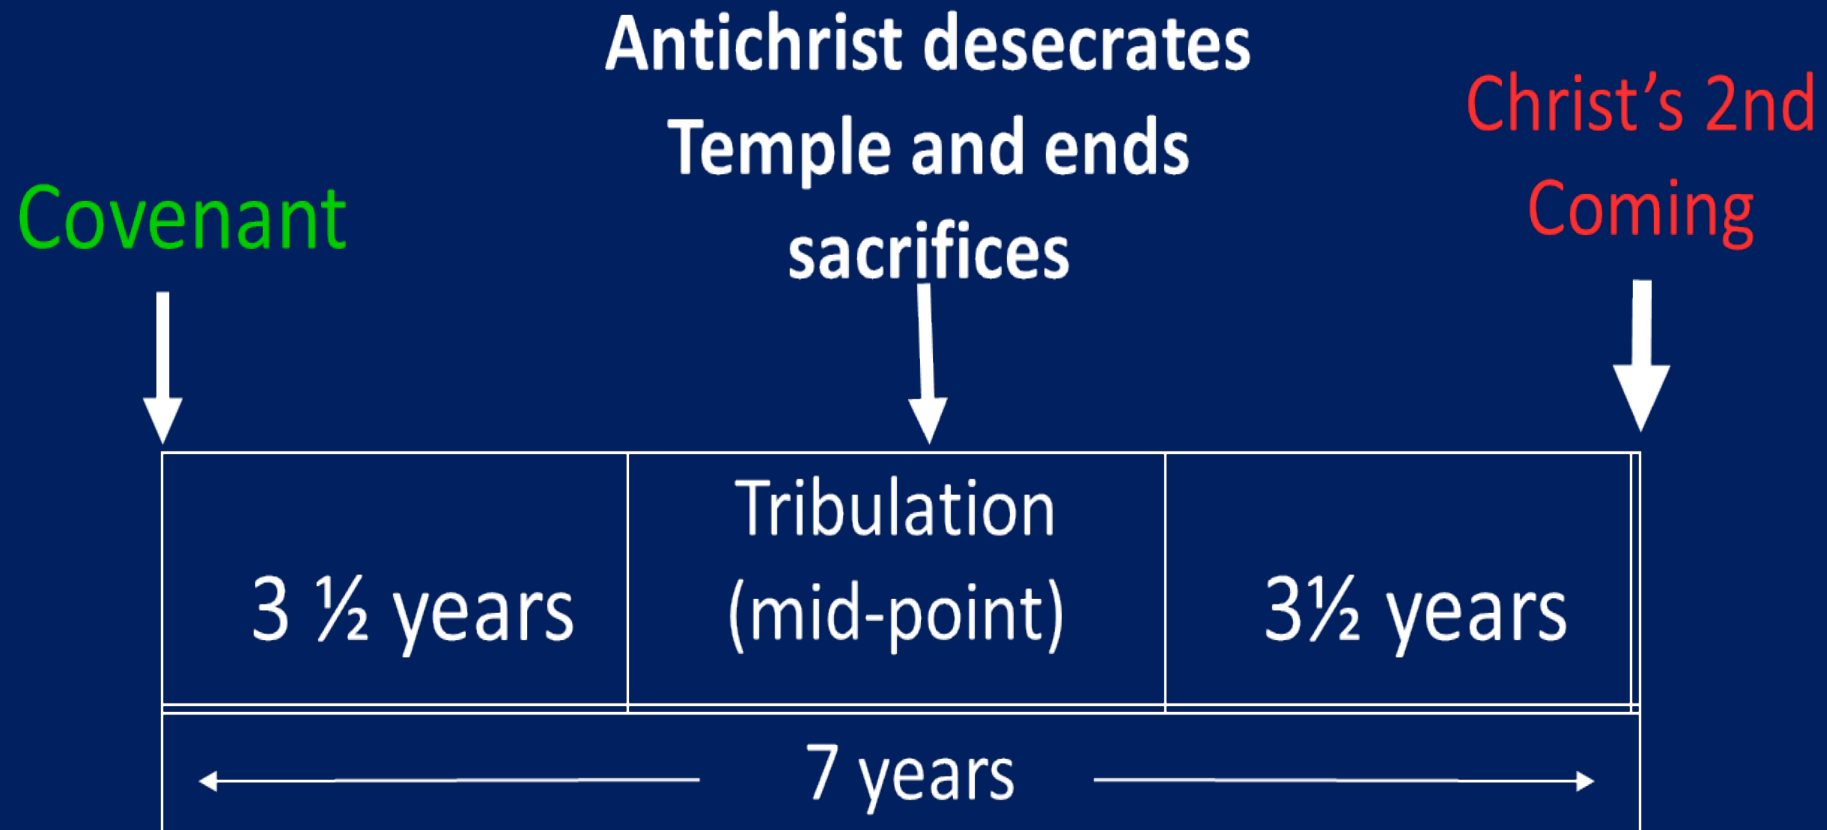 Antichrist desecrates
Temple and ends
sacrifices
Christ’s 2nd
Coming
Covenant
3 ½ years
Tribulation
(mid-point)
3½ years
7 years